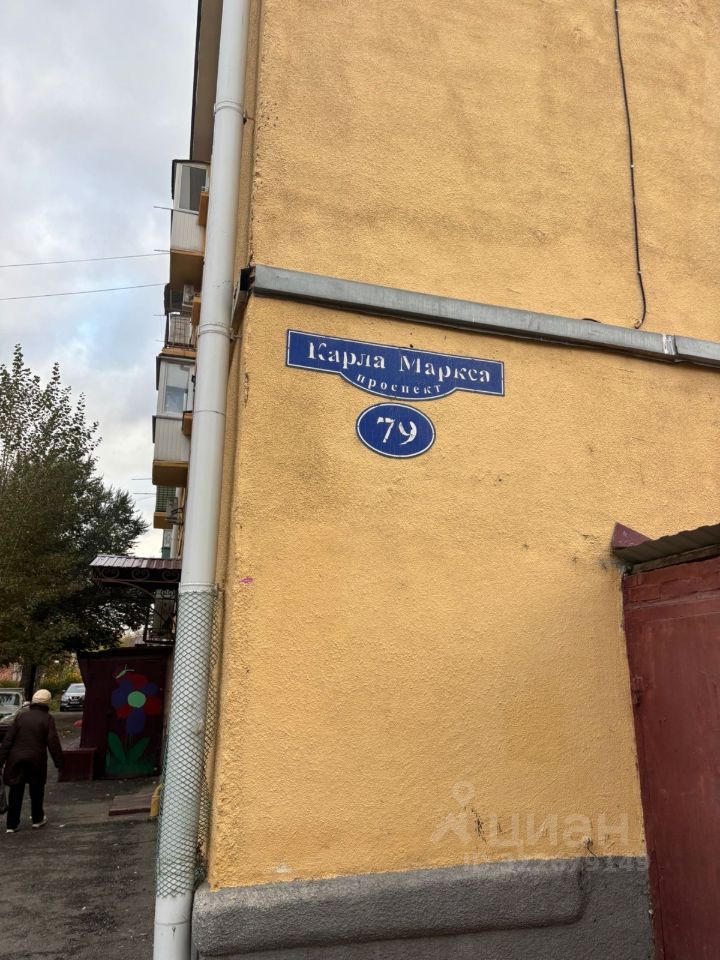 Карла Маркса
проспект
79
циан